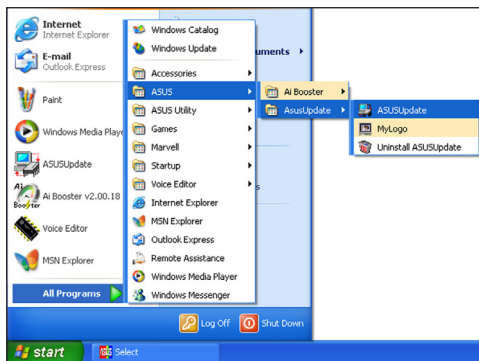 Internet
Internet Explorer
E-mail
Outlook Express
Paint
Windows Media Playe
ASUSUpdate
Ai Booster v2.00.18
Voice Editor
MSN Explorer
All Programs
Windows Catalog
Windows Update
Accessories
ASUS
ASUS Utility
Games
Marvell
Startup
Voice Editor
Internet Explorer
MSN Explorer
Outlook Express
Remote Assistance
Windows Media Player
Windows Messenger
uments
s
Ai Booster
AsusUpdate
ASUSUpdate
MyLogo
Uninstall ASUSUpdate
Log Off
Shut Down
start
Select